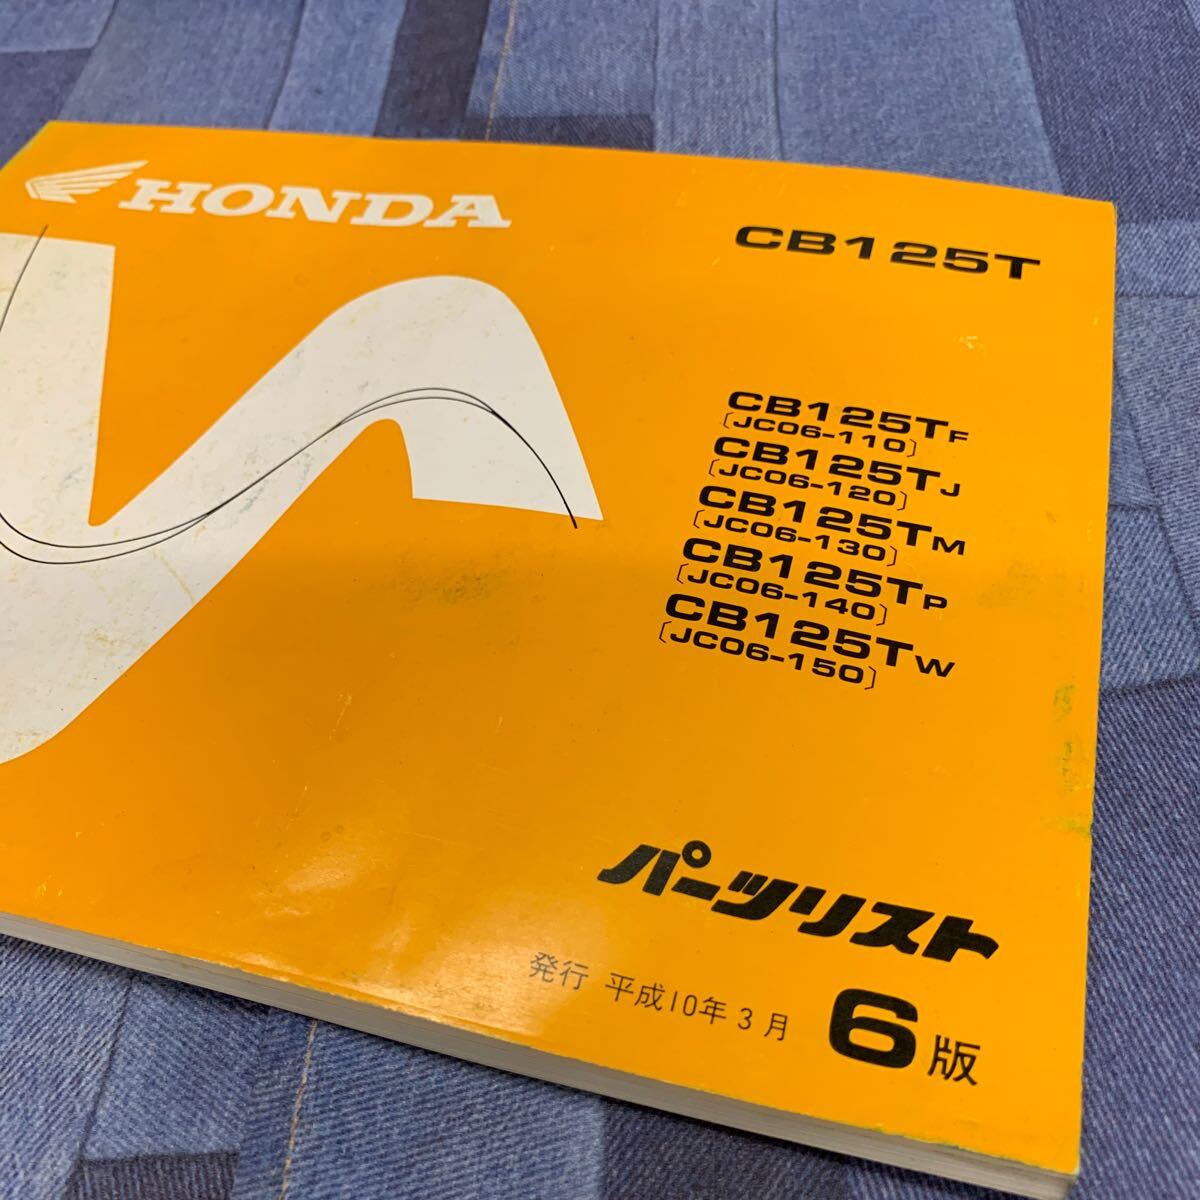 HONDA
CB125T
CB125TF
〔JC06-110〕
CB125TJ
〔JC06-120〕
CB125TM
〔JC06-130〕
CB125TP
〔JC06-140〕
CB125TW
〔JC06-150〕
パーツリスト
発行 平成10年3月 6版